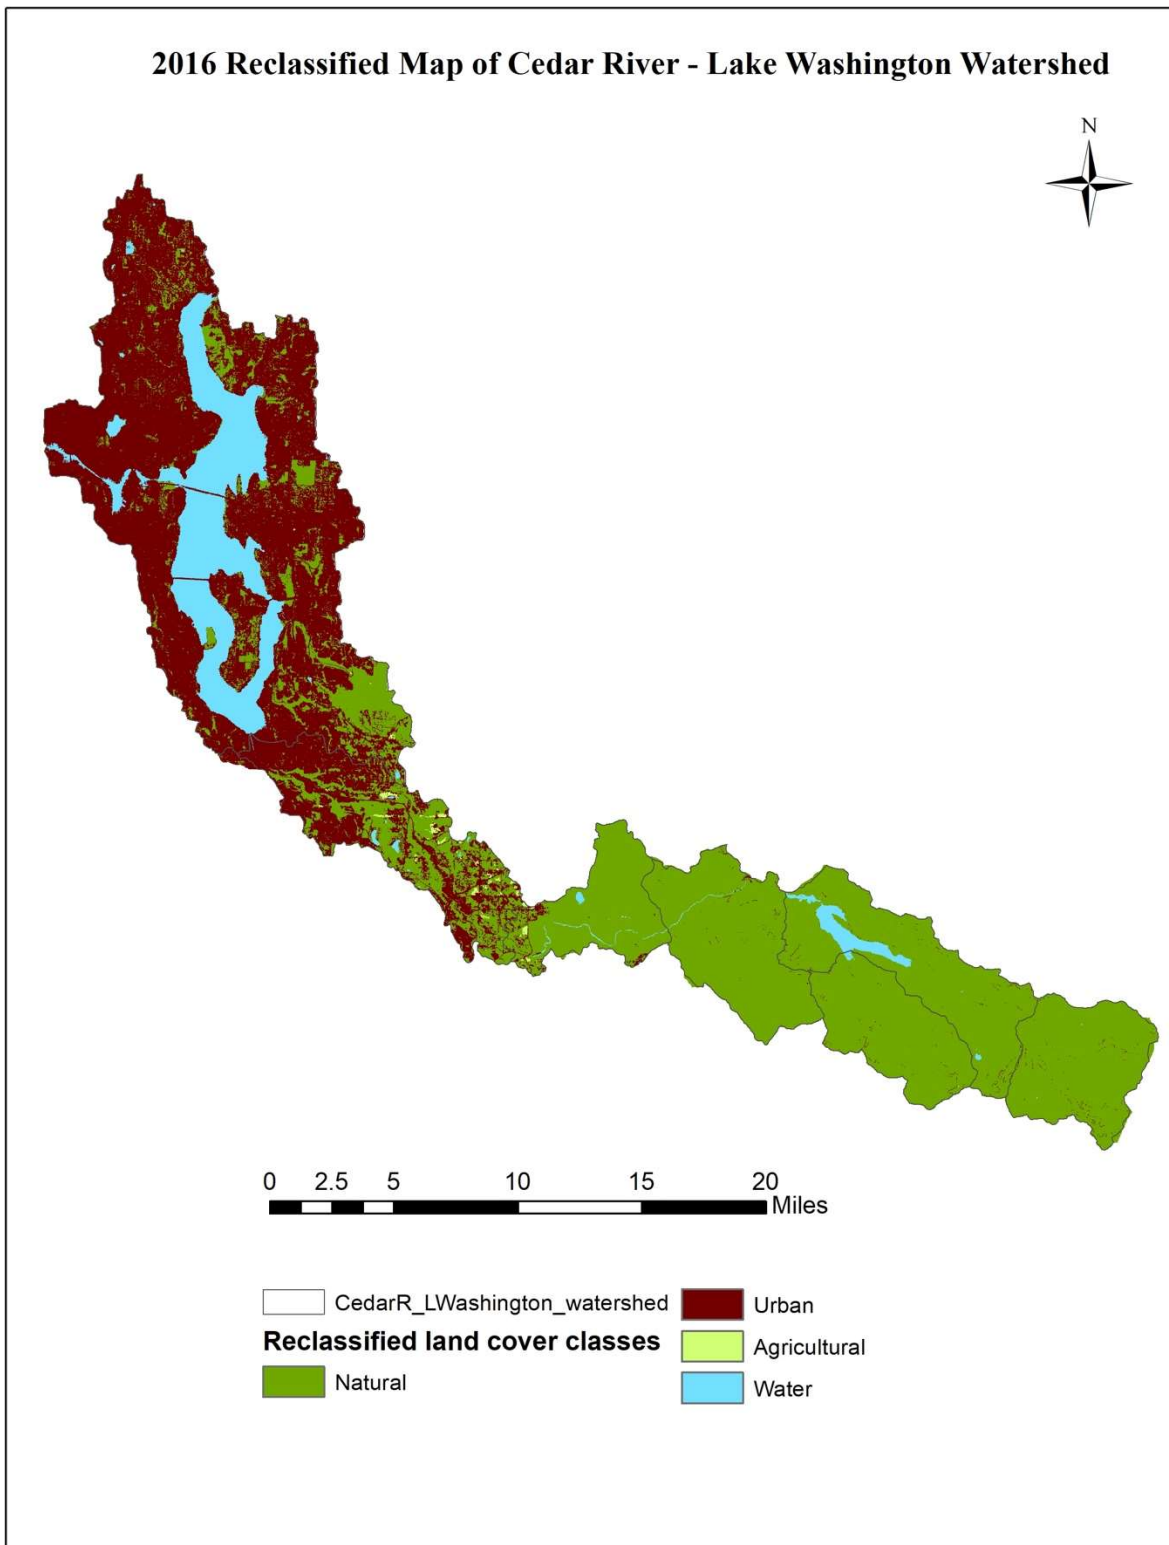 2016 Reclassified Map of Cedar River - Lake Washington Watershed
N
0 2.5 5 10 15 20
Miles
CedarR_LWashington_watershed
Reclassified land cover classes
Natural
Urban
Agricultural
Water